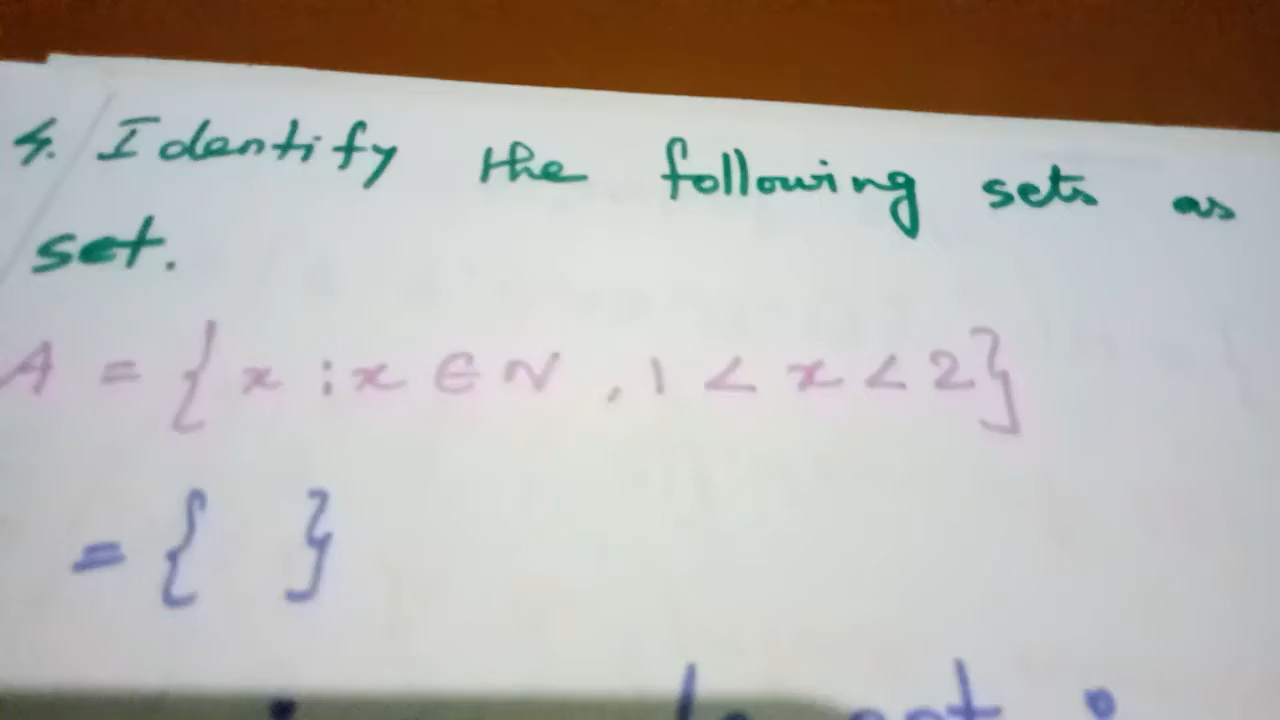 4. Identify the following sets as
set.
A = { x : x ∈ N , 1 < x < 2}
= { }